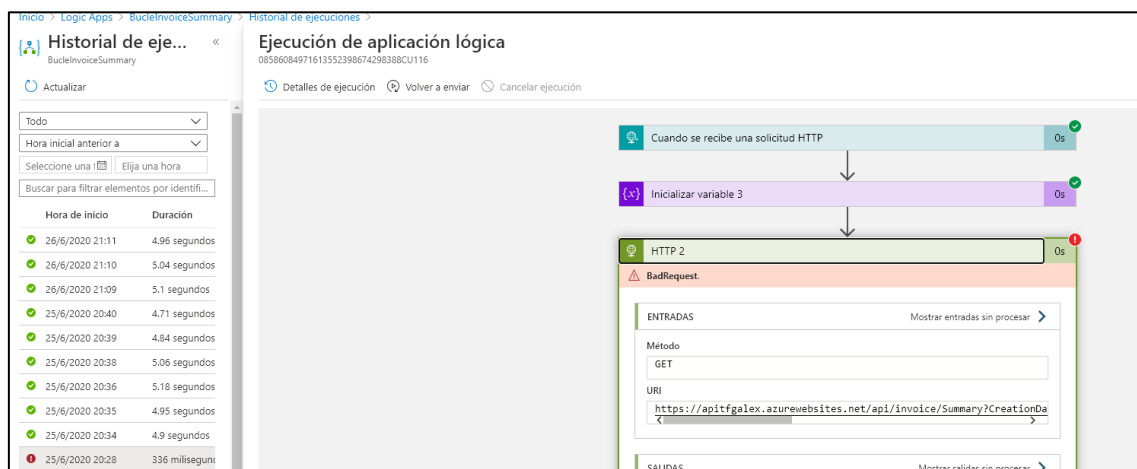 Inicio > Logic Apps > BucleInvoiceSummary > Historial de ejecuciones >
Historial de eje...
«
BucleInvoiceSummary
Actualizar
Todo
Hora inicial anterior a
Seleccione una f
Elija una hora
Buscar para filtrar elementos por identifi...
Hora de inicio Duración
26/6/2020 21:11 4.96 segundos
26/6/2020 21:10 5.04 segundos
26/6/2020 21:09 5.1 segundos
25/6/2020 20:40 4.71 segundos
25/6/2020 20:39 4.84 segundos
25/6/2020 20:38 5.06 segundos
25/6/2020 20:36 5.18 segundos
25/6/2020 20:35 4.95 segundos
25/6/2020 20:34 4.9 segundos
25/6/2020 20:28 336 milisegund
Ejecución de aplicación lógica
08586084971613552398674298388CU116
Detalles de ejecución Volver a enviar Cancelar ejecución
Cuando se recibe una solicitud HTTP 0s
{x} Inicializar variable 3 0s
HTTP 2 0s
BadRequest.
ENTRADAS Mostrar entradas sin procesar
Método
GET
URI
https://apitfgalex.azurewebsites.net/api/invoice/Summary?CreationDa
SALIDAS Mostrar salidas sin procesar